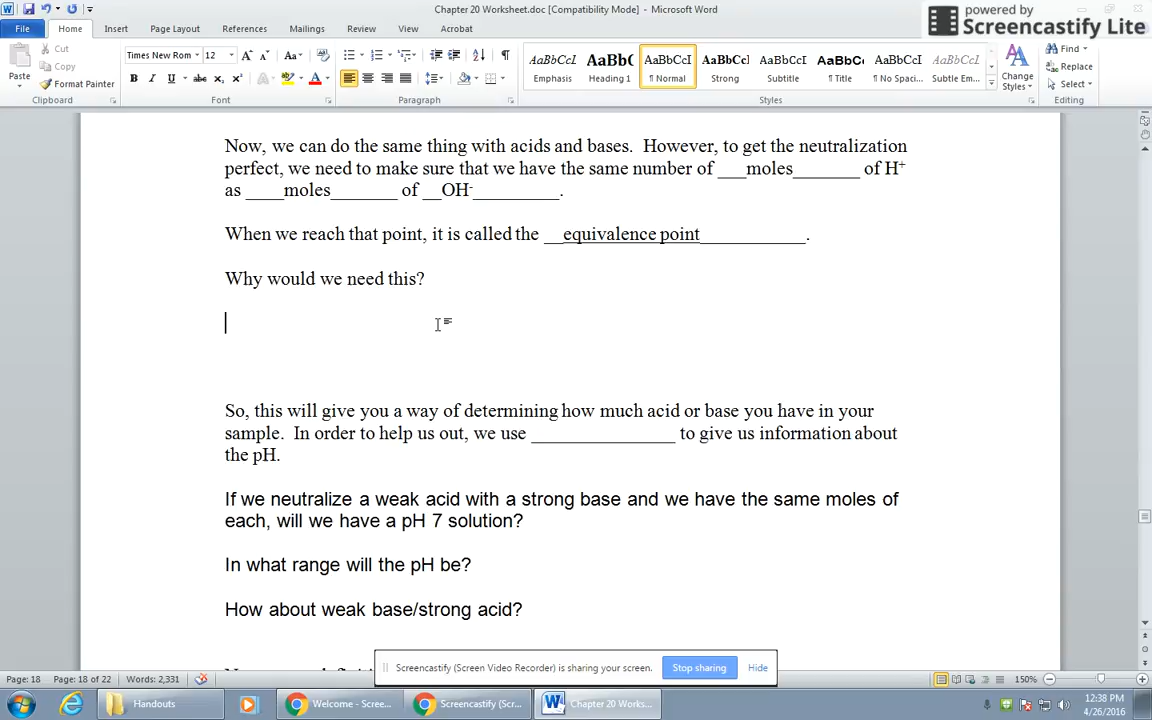 Chapter 20 Worksheet.doc [Compatibility Mode] - Microsoft Word
powered by
Screencastify Lite
File Home Insert Page Layout References Mailings Review View Acrobat
Paste
Cut
Copy
Format Painter
Clipboard
Times New Rom 12
Font
Paragraph
AaBbCcI Emphasis
AaBb( Heading 1
AaBbCcI ¶ Normal
AaBbCcl Strong
AaBbCcI Subtitle
AaBbCc ¶ Title
AaBbCcI ¶ No Spaci...
AaBbCcI Subtle Em...
Change Styles
Styles
Find
Replace
Select
Editing
Now, we can do the same thing with acids and bases. However, to get the neutralization
perfect, we need to make sure that we have the same number of ___moles_______ of H+
as ____moles_______ of __OH-_________.
When we reach that point, it is called the __equivalence point___________.
Why would we need this?
So, this will give you a way of determining how much acid or base you have in your
sample. In order to help us out, we use _______________ to give us information about
the pH.
If we neutralize a weak acid with a strong base and we have the same moles of
each, will we have a pH 7 solution?
In what range will the pH be?
How about weak base/strong acid?
Screencastify (Screen Video Recorder) is sharing your screen. Stop sharing Hide
Page: 18 Page: 18 of 22 Words: 2,331 150%
Handouts Welcome - Scree... Screencastify (Scr... Chapter 20 Works... 12:38 PM
4/26/2016